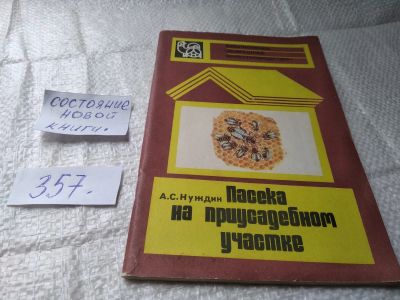 СОСТОЯНИЕ
НОВОЙ
КНИГИ.
357.
А.С.Нуждин
Пасека
на приусадебном
участке